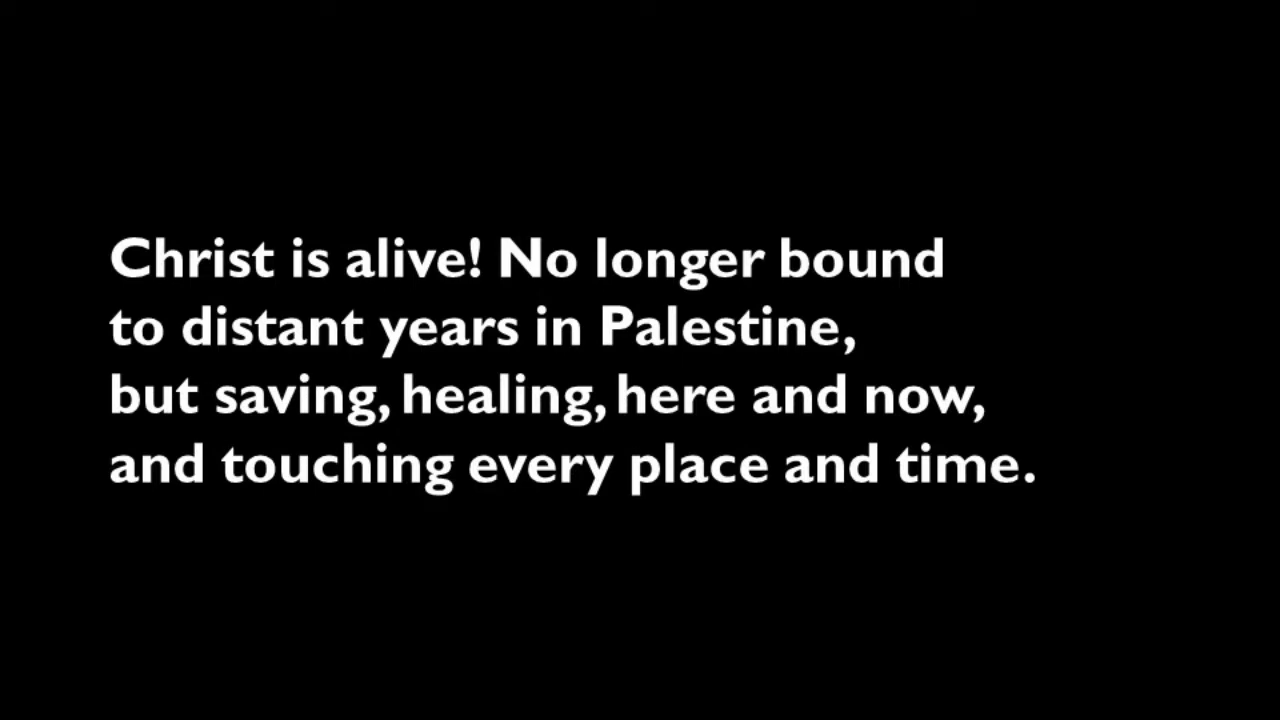 Christ is alive! No longer bound
to distant years in Palestine,
but saving, healing, here and now,
and touching every place and time.